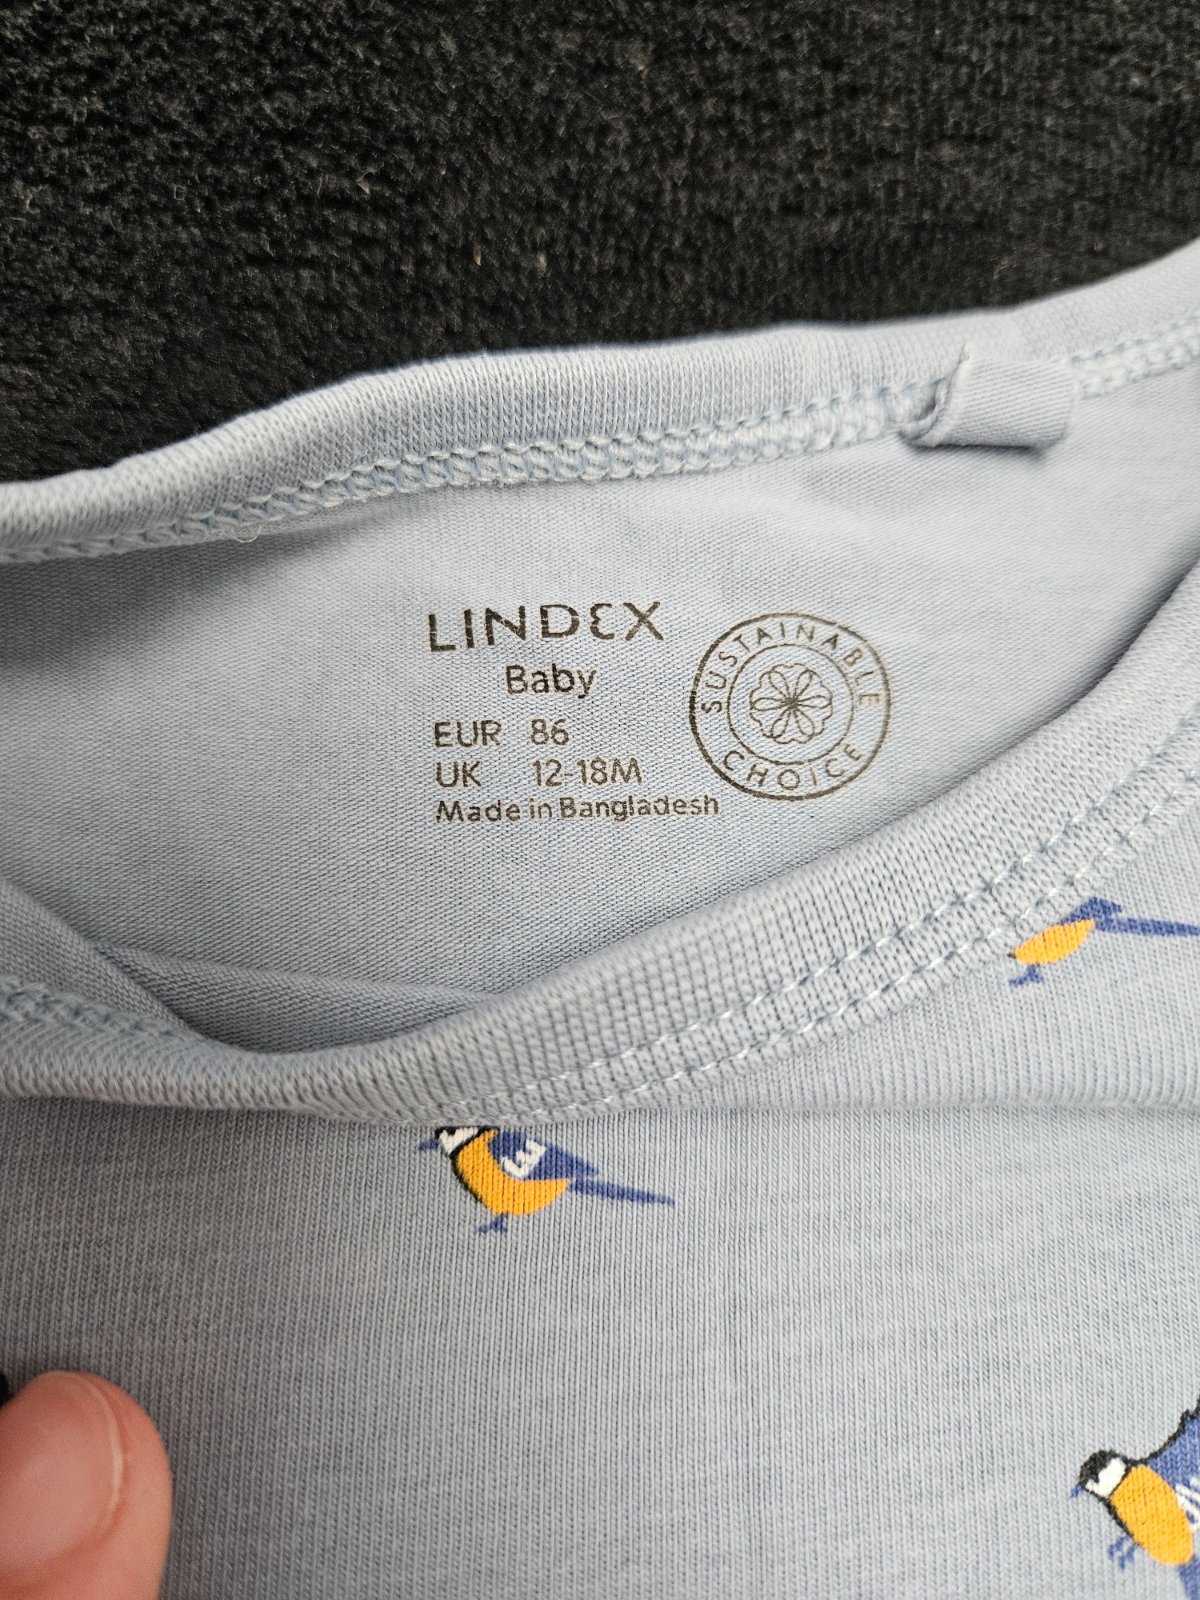 LINDEX
Baby
EUR 86
UK 12-18M
Made in Bangladesh
SUSTAINABLE
CHOICE